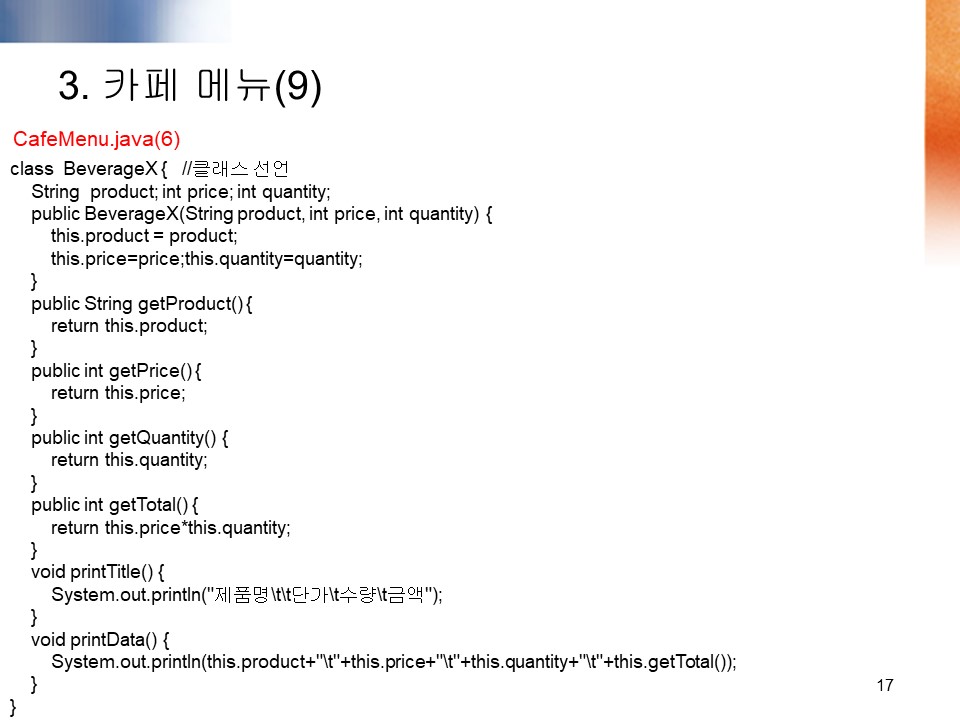 3. 카페 메뉴(9)
CafeMenu.java(6)
class  BeverageX {   //클래스 선언
    String  product; int price; int quantity;
    public BeverageX(String product, int price, int quantity) {
        this.product = product;
        this.price=price;this.quantity=quantity;
    }
    public String getProduct() {
        return this.product;
    }
    public int getPrice() {
        return this.price;
    }
    public int getQuantity() {
        return this.quantity;
    }
    public int getTotal() {
        return this.price*this.quantity;
    }
    void printTitle() {
        System.out.println("제품명\t\t단가\t수량\t금액");
    }
    void printData() {
        System.out.println(this.product+"\t"+this.price+"\t"+this.quantity+"\t"+this.getTotal());
    }
}
17